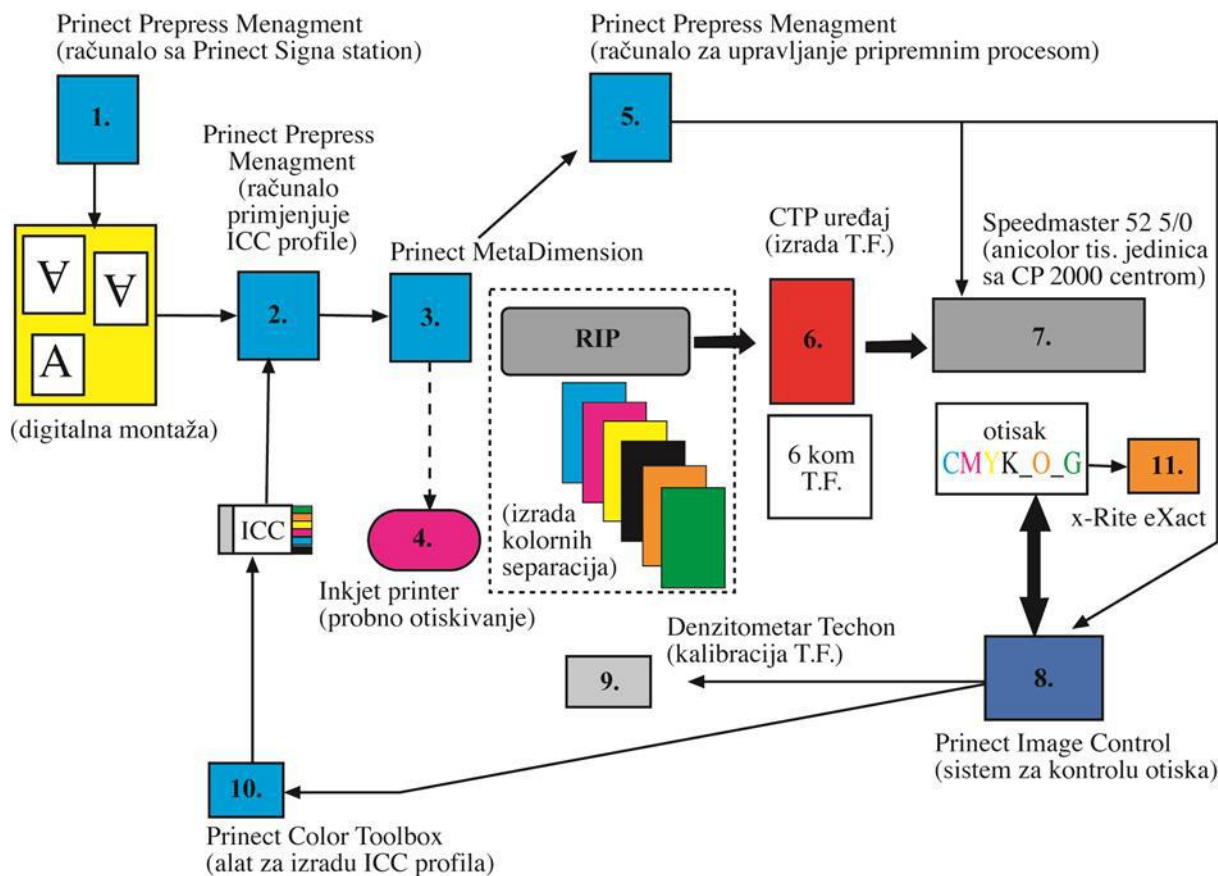 Prinect Prepress Menagment
(računalo sa Prinect Signa station)
1.
Prinect Prepress Menagment
(računalo za upravljanje pripremnim procesom)
5.
Prinect Prepress
Menagment
(računalo
primjenjuje
ICC profile)
2.
A
A
A
(digitalna montaža)
Prinect MetaDimension
3.
RIP
(izrada
kolornih
separacija)
CTP uređaj
(izrada T.F.)
6.
6 kom
T.F.
Speedmaster 52 5/0
(anicolor tis. jedinica
sa CP 2000 centrom)
7.
otisak
CMYK_O_G
11.
x-Rite eXact
ICC
4.
Inkjet printer
(probno otiskivanje)
Denzitometar Techon
(kalibracija T.F.)
9.
8.
Prinect Image Control
(sistem za kontrolu otiska)
10.
Prinect Color Toolbox
(alat za izradu ICC profila)